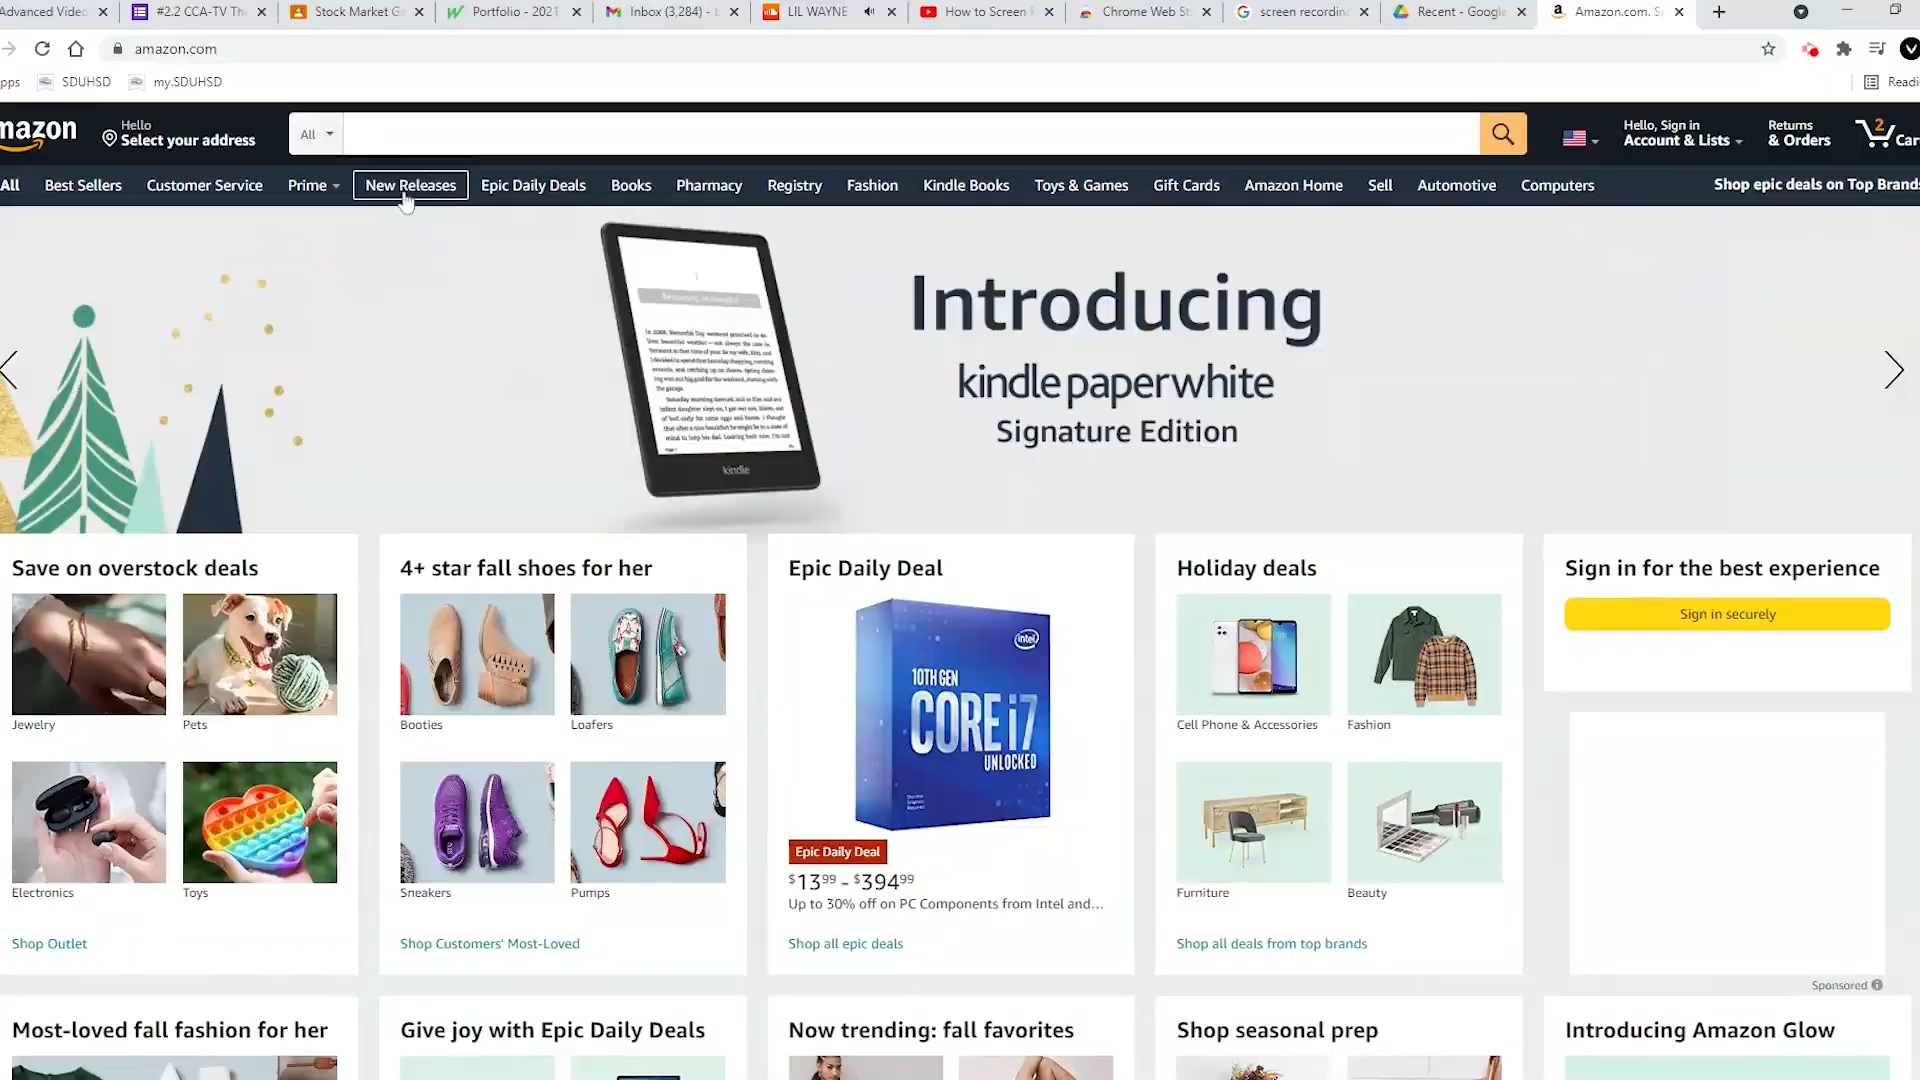 Advanced Video
#2.2 CCA-TV Th
Stock Market G
Portfolio - 2021
Inbox (3,284) -
LIL WAYNE
How to Screen
Chrome Web St
screen recordin
Recent - Google
Amazon.com. S
amazon.com
pps
SDUHSD
my.SDUHSD
Readi
mazon
Hello
Select your address
All
Hello, Sign in
Account & Lists
Returns
& Orders
2
Car
All
Best Sellers
Customer Service
Prime
New Releases
Epic Daily Deals
Books
Pharmacy
Registry
Fashion
Kindle Books
Toys & Games
Gift Cards
Amazon Home
Sell
Automotive
Computers
Shop epic deals on Top Brands
kindle
Introducing
kindle paperwhite
Signature Edition
Save on overstock deals
Jewelry
Pets
Electronics
Toys
Shop Outlet
4+ star fall shoes for her
Booties
Loafers
Sneakers
Pumps
Shop Customers' Most-Loved
Epic Daily Deal
intel
10TH GEN
CORE i7
UNLOCKED
Epic Daily Deal
$13.99 - $394.99
Up to 30% off on PC Components from Intel and...
Shop all epic deals
Holiday deals
Cell Phone & Accessories
Fashion
Furniture
Beauty
Shop all deals from top brands
Sign in for the best experience
Sign in securely
Sponsored
Most-loved fall fashion for her
Give joy with Epic Daily Deals
Now trending: fall favorites
Shop seasonal prep
Introducing Amazon Glow